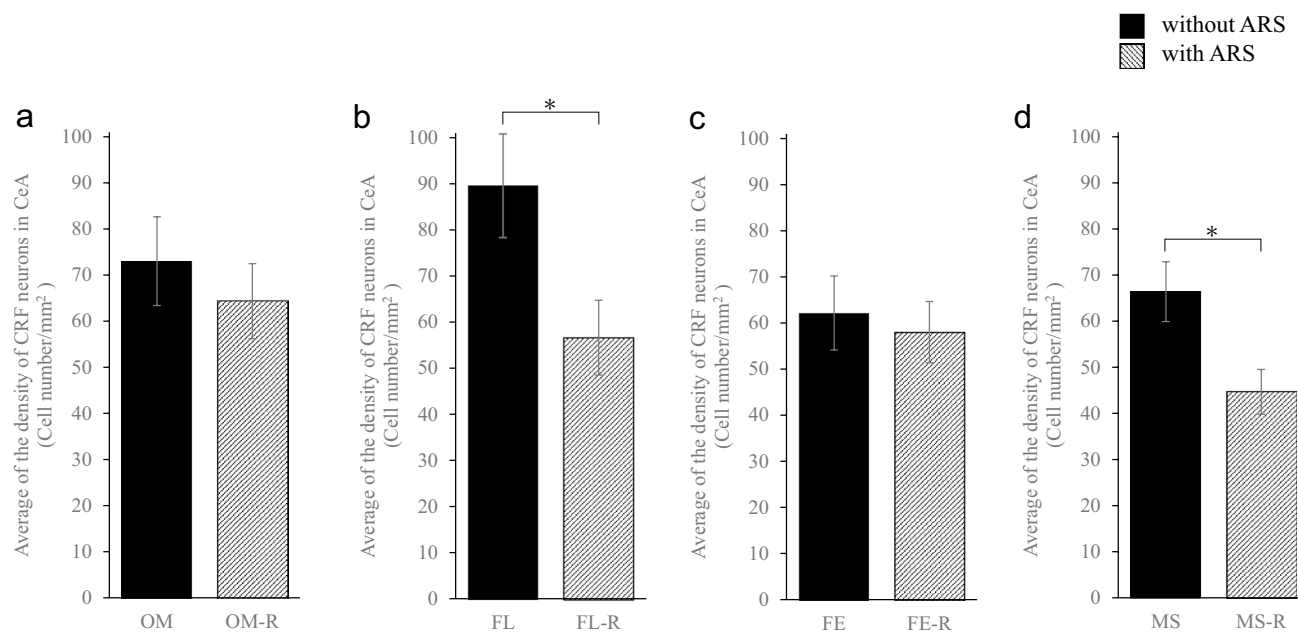 without ARS
with ARS
a
Average of the density of CRF neurons in CeA
(Cell number/mm²)
100
90
80
70
60
50
40
30
20
10
0
OM
OM-R
b
Average of the density of CRF neurons in CeA
(Cell number/mm²)
100
90
80
70
60
50
40
30
20
10
0
*
FL
FL-R
c
Average of the density of CRF neurons in CeA
(Cell number/mm²)
100
90
80
70
60
50
40
30
20
10
0
FE
FE-R
d
Average of the density of CRF neurons in CeA
(Cell number/mm²)
100
90
80
70
60
50
40
30
20
10
0
*
MS
MS-R